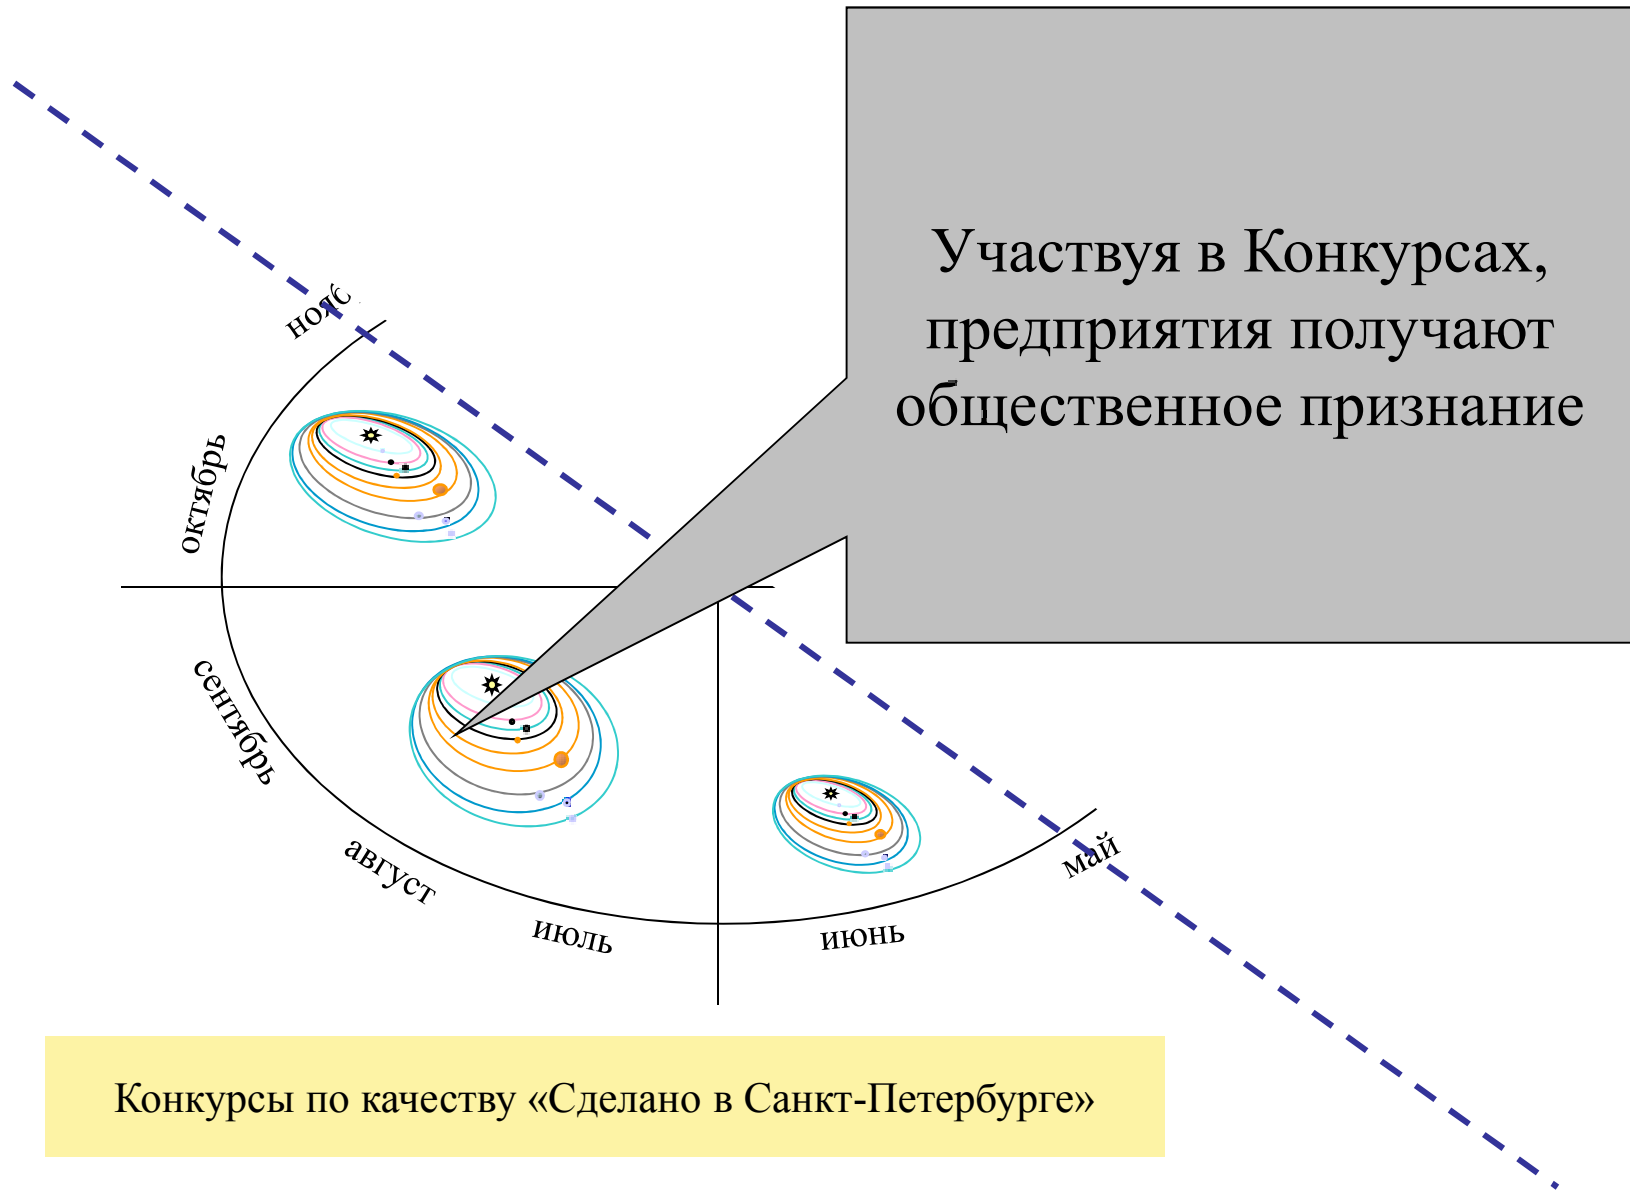 Участвуя в Конкурсах,
предприятия получают
общественное признание
октябрь
сентябрь
август
июль
июнь
май
Конкурсы по качеству «Сделано в Санкт-Петербурге»